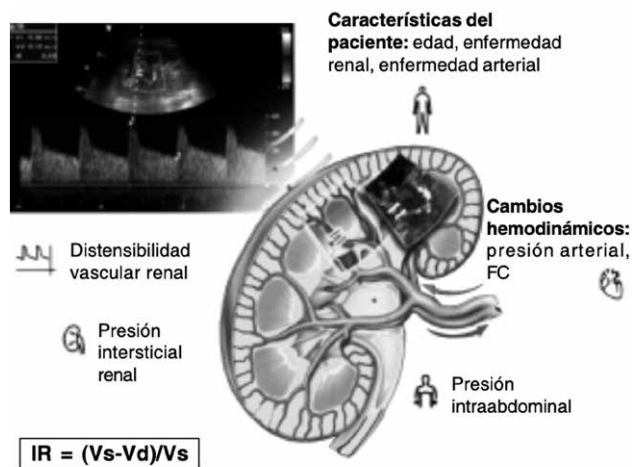 Características del
paciente: edad, enfermedad
renal, enfermedad arterial
Cambios
hemodinámicos:
presión arterial,
FC
Distensibilidad
vascular renal
Presión
intersticial
renal
Presión
intraabdominal
IR = (Vs-Vd)/Vs